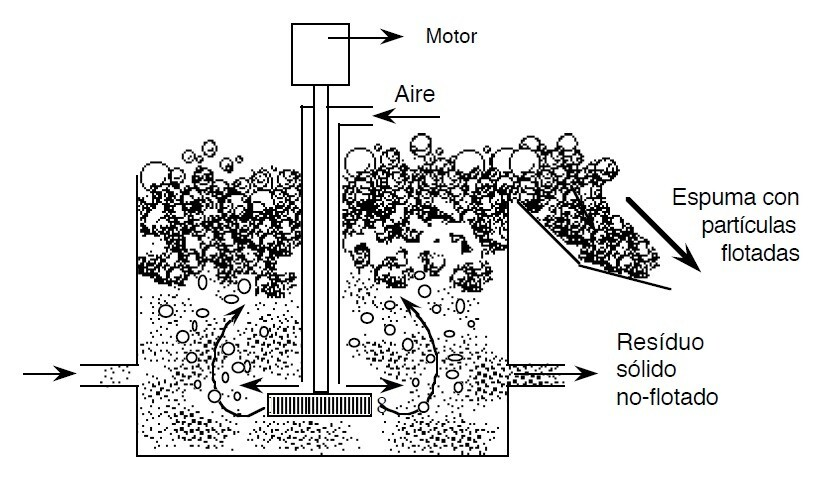 Motor
Aire
Espuma con
partículas
flotadas
Resíduo
sólido
no-flotado